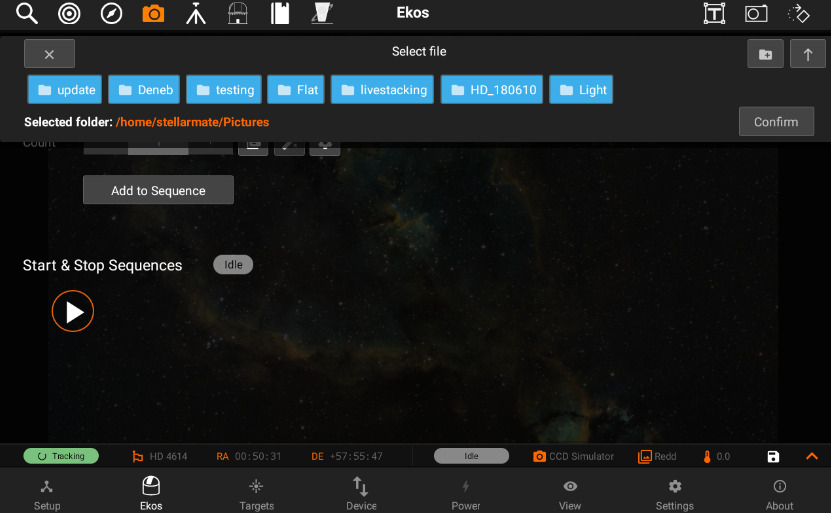 Ekos
Select file
update Deneb testing Flat livestacking HD_180610 Light
Selected folder: /home/stellarmate/Pictures
Confirm
Count
Add to Sequence
Start & Stop Sequences Idle
Tracking HD 4614 RA 00:50:31 DE +57:55:47 Idle CCD Simulator Redd 0.0
Setup Ekos Targets Device Power View Settings About